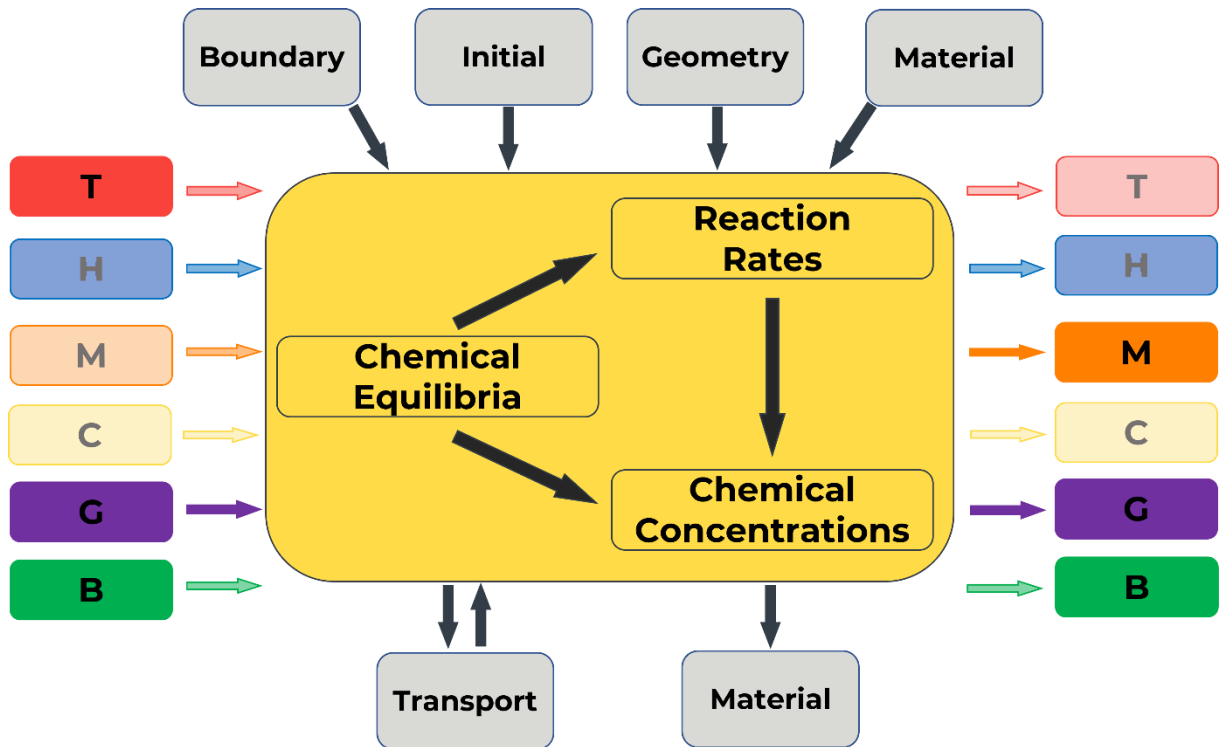 Boundary
Initial
Geometry
Material
T
H
M
C
G
B
Reaction
Rates
Chemical
Equilibria
Chemical
Concentrations
T
H
M
C
G
B
Transport
Material